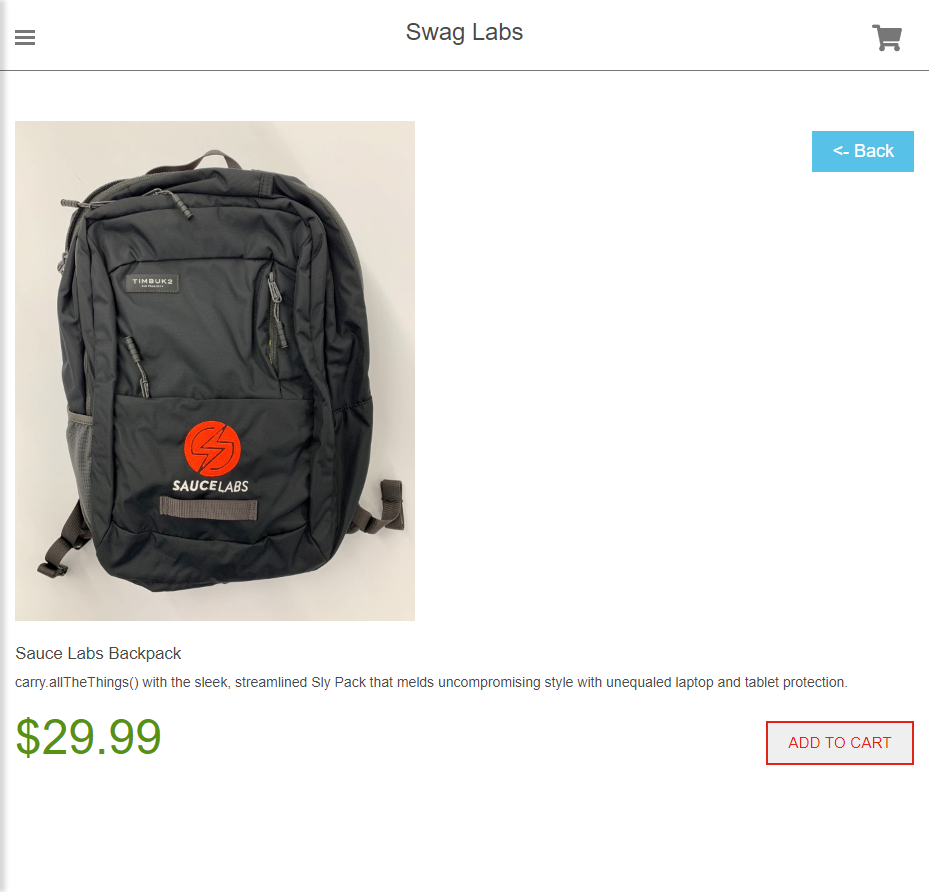 Swag Labs
<- Back
TIMBUK2
SAUCELABS
Sauce Labs Backpack
carry.allTheThings() with the sleek, streamlined Sly Pack that melds uncompromising style with unequaled laptop and tablet protection.
$29.99
ADD TO CART